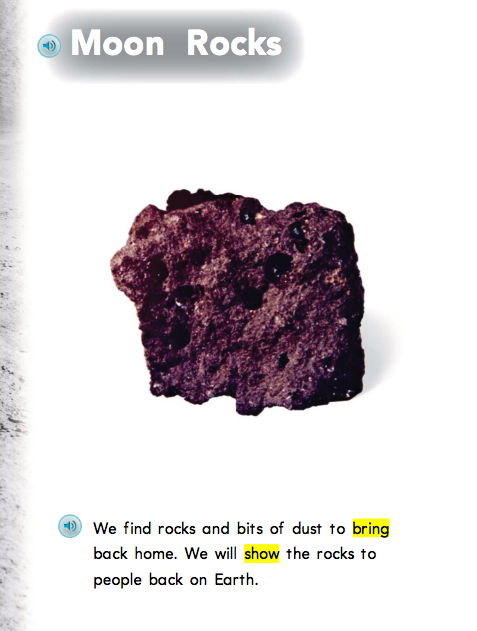 Moon Rocks
We find rocks and bits of dust to bring
back home. We will show the rocks to
people back on Earth.